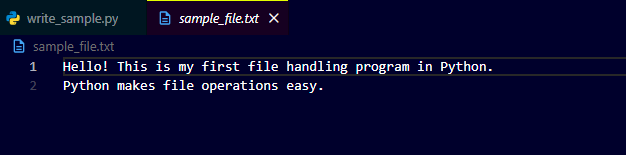 write_sample.py sample_file.txt
sample_file.txt
1 Hello! This is my first file handling program in Python.
2 Python makes file operations easy.